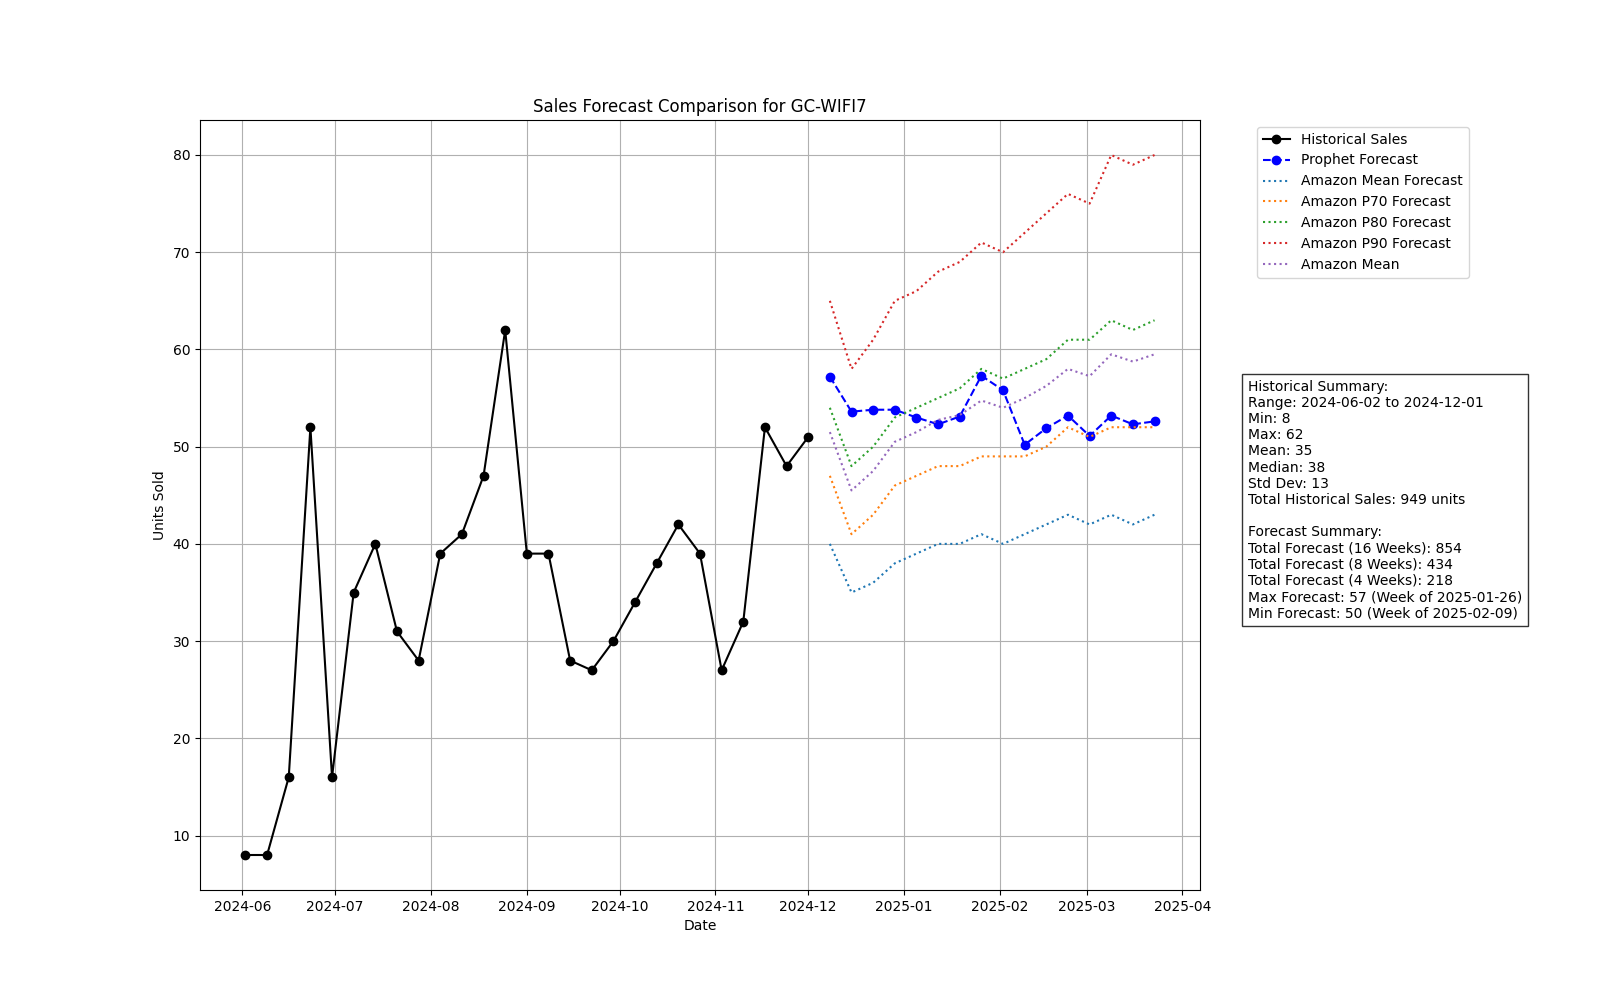 Sales Forecast Comparison for GC-WIFI7
Units Sold
80
70
60
50
40
30
20
10
2024-06
2024-07
2024-08
2024-09
2024-10
2024-11
2024-12
2025-01
2025-02
2025-03
2025-04
Date
Historical Sales
Prophet Forecast
Amazon Mean Forecast
Amazon P70 Forecast
Amazon P80 Forecast
Amazon P90 Forecast
Amazon Mean
Historical Summary:
Range: 2024-06-02 to 2024-12-01
Min: 8
Max: 62
Mean: 35
Median: 38
Std Dev: 13
Total Historical Sales: 949 units
Forecast Summary:
Total Forecast (16 Weeks): 854
Total Forecast (8 Weeks): 434
Total Forecast (4 Weeks): 218
Max Forecast: 57 (Week of 2025-01-26)
Min Forecast: 50 (Week of 2025-02-09)